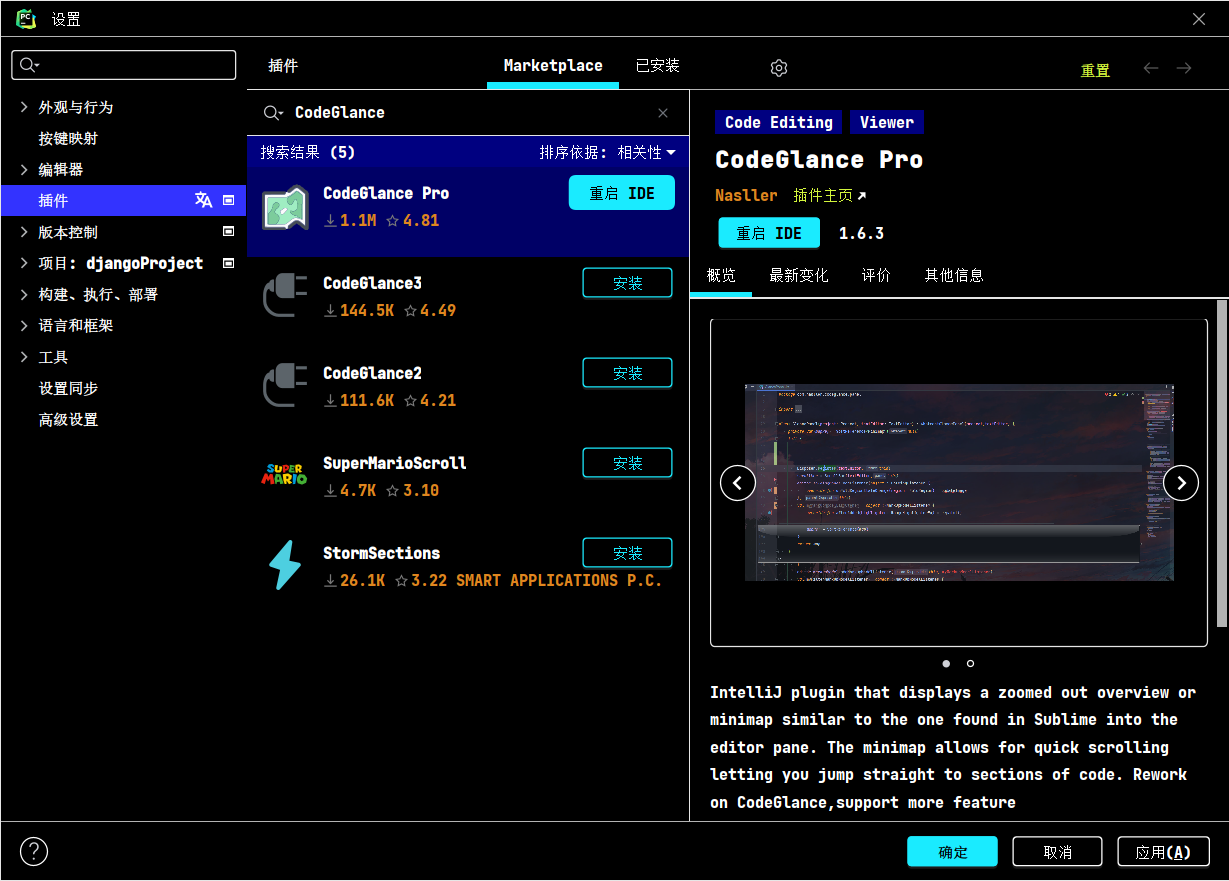 设置
插件
Marketplace
已安装
重置
外观与行为
按键映射
编辑器
插件
版本控制
项目: djangoProject
构建、执行、部署
语言和框架
工具
设置同步
高级设置
CodeGlance
搜索结果 (5)
排序依据: 相关性
CodeGlance Pro
重启 IDE
1.1M 4.81
CodeGlance3
安装
144.5K 4.49
CodeGlance2
安装
111.6K 4.21
SUPER
MARIO
SuperMarioScroll
安装
4.7K 3.10
StormSections
安装
26.1K 3.22 SMART APPLICATIONS P.C.
Code Editing Viewer
CodeGlance Pro
Nasller 插件主页
重启 IDE 1.6.3
概览 最新变化 评价 其他信息
IntelliJ plugin that displays a zoomed out overview or
minimap similar to the one found in Sublime into the
editor pane. The minimap allows for quick scrolling
letting you jump straight to sections of code. Rework
on CodeGlance,support more feature
?
确定 取消 应用(A)